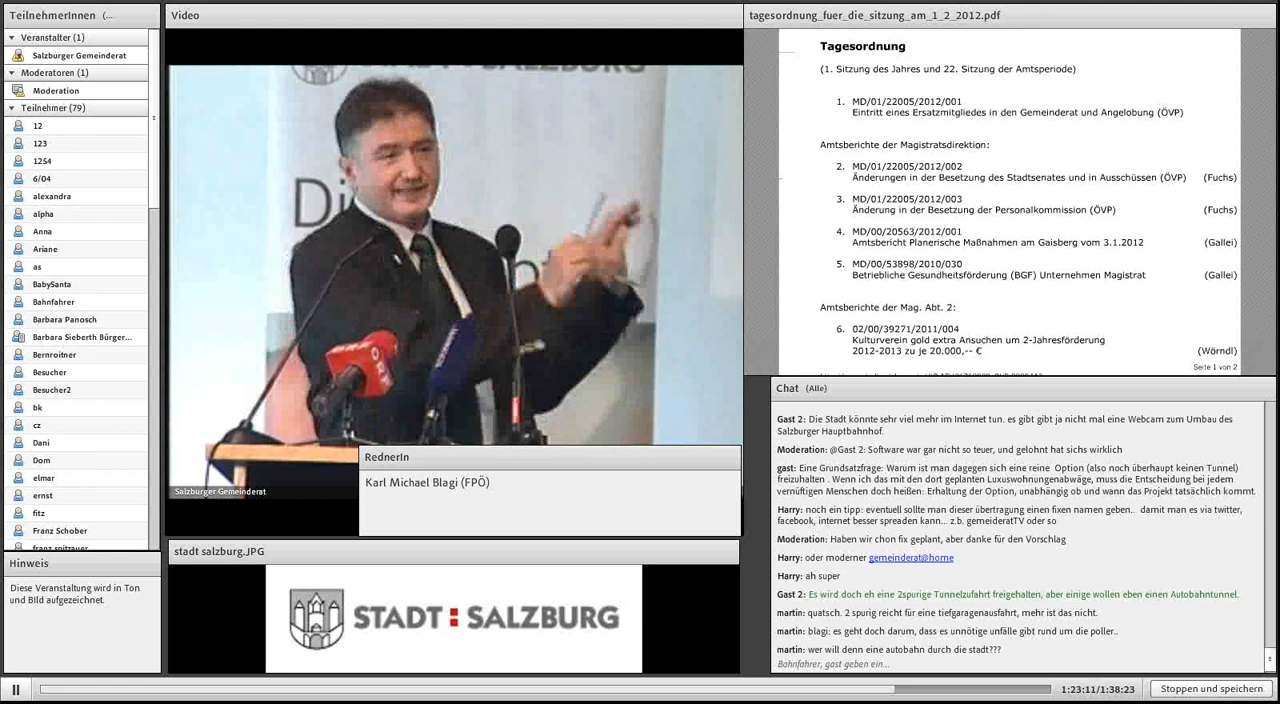 TeilnehmerInnen (...
Veranstalter (1)
Salzburger Gemeinderat
Moderatoren (1)
Moderation
Teilnehmer (79)
12
123
1254
6/04
alexandra
alpha
Anna
Ariane
as
BabySanta
Bahnfahrer
Barbara Panosch
Barbara Sieberth Bürger...
Bernroitner
Besucher
Besucher2
bk
cz
Dani
Dom
elmar
ernst
fitz
Franz Schober
franz spitzauer
Hinweis
Diese Veranstaltung wird in Ton
und BIld aufgezeichnet.
Video
STADT:SALZBURG
Di
ORF
Salzburger Gemeinderat
RednerIn
Karl Michael Blagi (FPÖ)
stadt salzburg.JPG
STADT:SALZBURG
tagesordnung_fuer_die_sitzung_am_1_2_2012.pdf
Tagesordnung
(1. Sitzung des Jahres und 22. Sitzung der Amtsperiode)
1. MD/01/22005/2012/001
Eintritt eines Ersatzmitgliedes in den Gemeinderat und Angelobung (ÖVP)
Amtsberichte der Magistratsdirektion:
2. MD/01/22005/2012/002
Änderungen in der Besetzung des Stadtsenates und in Ausschüssen (ÖVP) (Fuchs)
3. MD/01/22005/2012/003
Änderung in der Besetzung der Personalkommission (ÖVP) (Fuchs)
4. MD/00/20563/2012/001
Amtsbericht Planerische Maßnahmen am Gaisberg vom 3.1.2012 (Gallei)
5. MD/00/53898/2010/030
Betriebliche Gesundheitsförderung (BGF) Unternehmen Magistrat (Gallei)
Amtsberichte der Mag. Abt. 2:
6. 02/00/39271/2011/004
Kulturverein gold extra Ansuchen um 2-Jahresförderung
2012-2013 zu je 20.000,-- € (Wörndl)
Seite 1 von 2
Chat (Alle)
Gast 2: Die Stadt könnte sehr viel mehr im Internet tun. es gibt gibt ja nicht mal eine Webcam zum Umbau des
Salzburger Hauptbahnhof.
Moderation: @Gast 2: Software war gar nicht so teuer, und gelohnt hat sichs wirklich
gast: Eine Grundsatzfrage: Warum ist man dagegen sich eine reine Option (also noch überhaupt keinen Tunnel)
freizuhalten . Wenn ich das mit den dort geplanten Luxuswohnungenabwäge, muss die Entscheidung bei jedem
vernüftigen Menschen doch heißen: Erhaltung der Option, unabhängig ob und wann das Projekt tatsächlich kommt.
Harry: noch ein tipp: eventuell sollte man dieser übertragung einen fixen namen geben.. damit man es via twitter,
facebook, internet besser spreaden kann... z.b. gemeideratTV oder so
Moderation: Haben wir chon fix geplant, aber danke für den Vorschlag
Harry: oder moderner gemeinderat@home
Harry: ah super
Gast 2: Es wird doch eh eine 2spurige Tunnelzufahrt freigehalten, aber einige wollen eben einen Autobahntunnel.
martin: quatsch. 2 spurig reicht für eine tiefgaragenausfahrt, mehr ist das nicht.
martin: blagi: es geht doch darum, dass es unnötige unfälle gibt rund um die poller..
martin: wer will denn eine autobahn durch die stadt???
Bahnfahrer, gast geben ein...
1:23:11/1:38:23
Stoppen und speichern